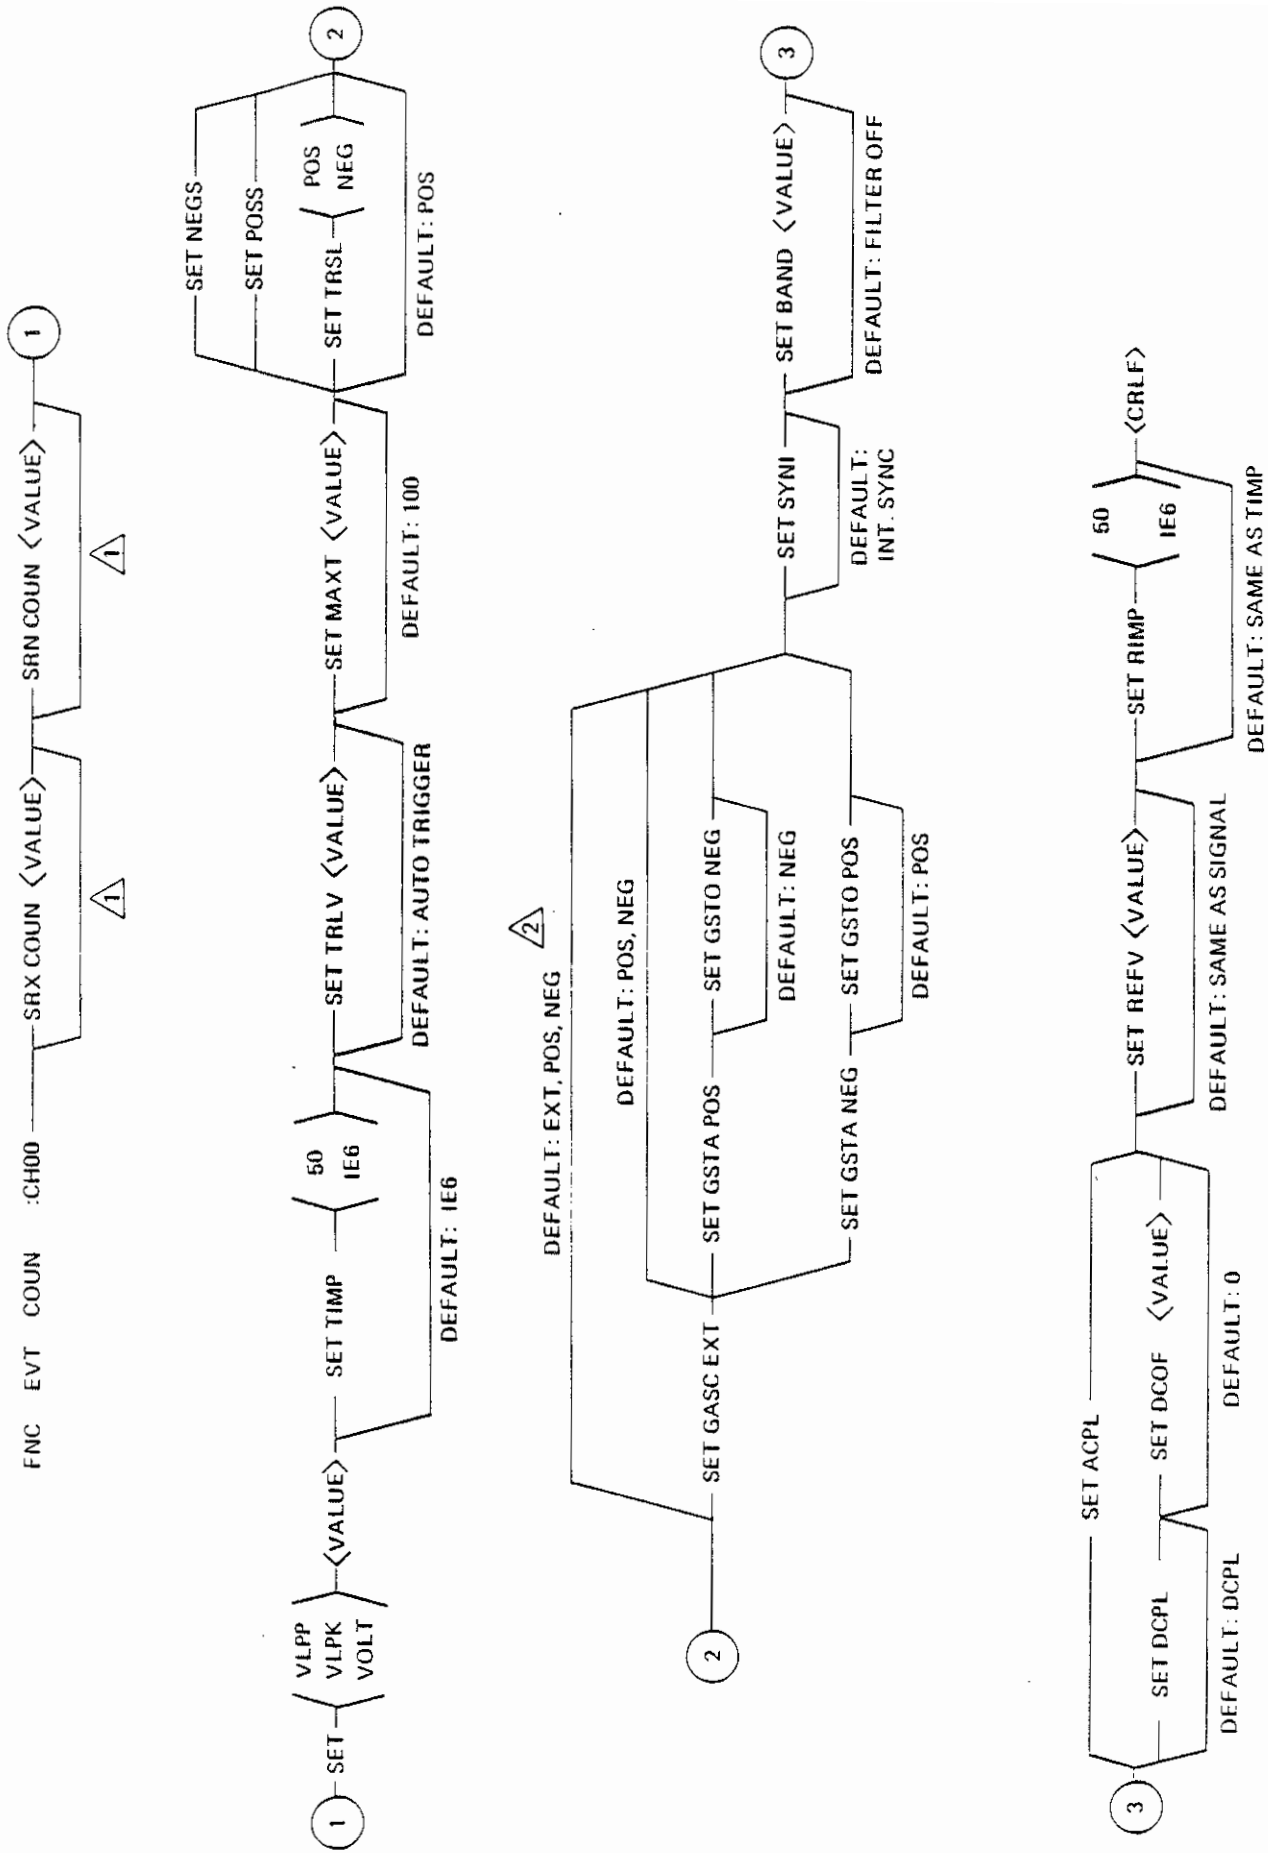 FNC EVT COUN :CH00 SRX COUN <VALUE> SRN COUN <VALUE> 1
1 1
SET NEGS
SET POSS
1 SET VLPP VLPK VOLT <VALUE> SET TIMP 50 IE6 SET TRLV <VALUE> SET MAXT <VALUE> SET TRSL POS NEG 2
DEFAULT: IE6
DEFAULT: AUTO TRIGGER
DEFAULT: 100
DEFAULT: POS
DEFAULT: EXT, POS, NEG 2
DEFAULT: POS, NEG
2 SET GASC EXT SET GSTA POS SET GSTO NEG
DEFAULT: NEG
SET GSTA NEG SET GSTO POS
DEFAULT: POS
SET SYNI SET BAND <VALUE> 3
DEFAULT:
INT. SYNC
DEFAULT: FILTER OFF
SET ACPL
3 SET DCPL SET DCOF <VALUE> SET REFV <VALUE> SET RIMP 50 IE6 <CRLF>
DEFAULT: DCPL
DEFAULT: 0
DEFAULT: SAME AS SIGNAL
DEFAULT: SAME AS TIMP